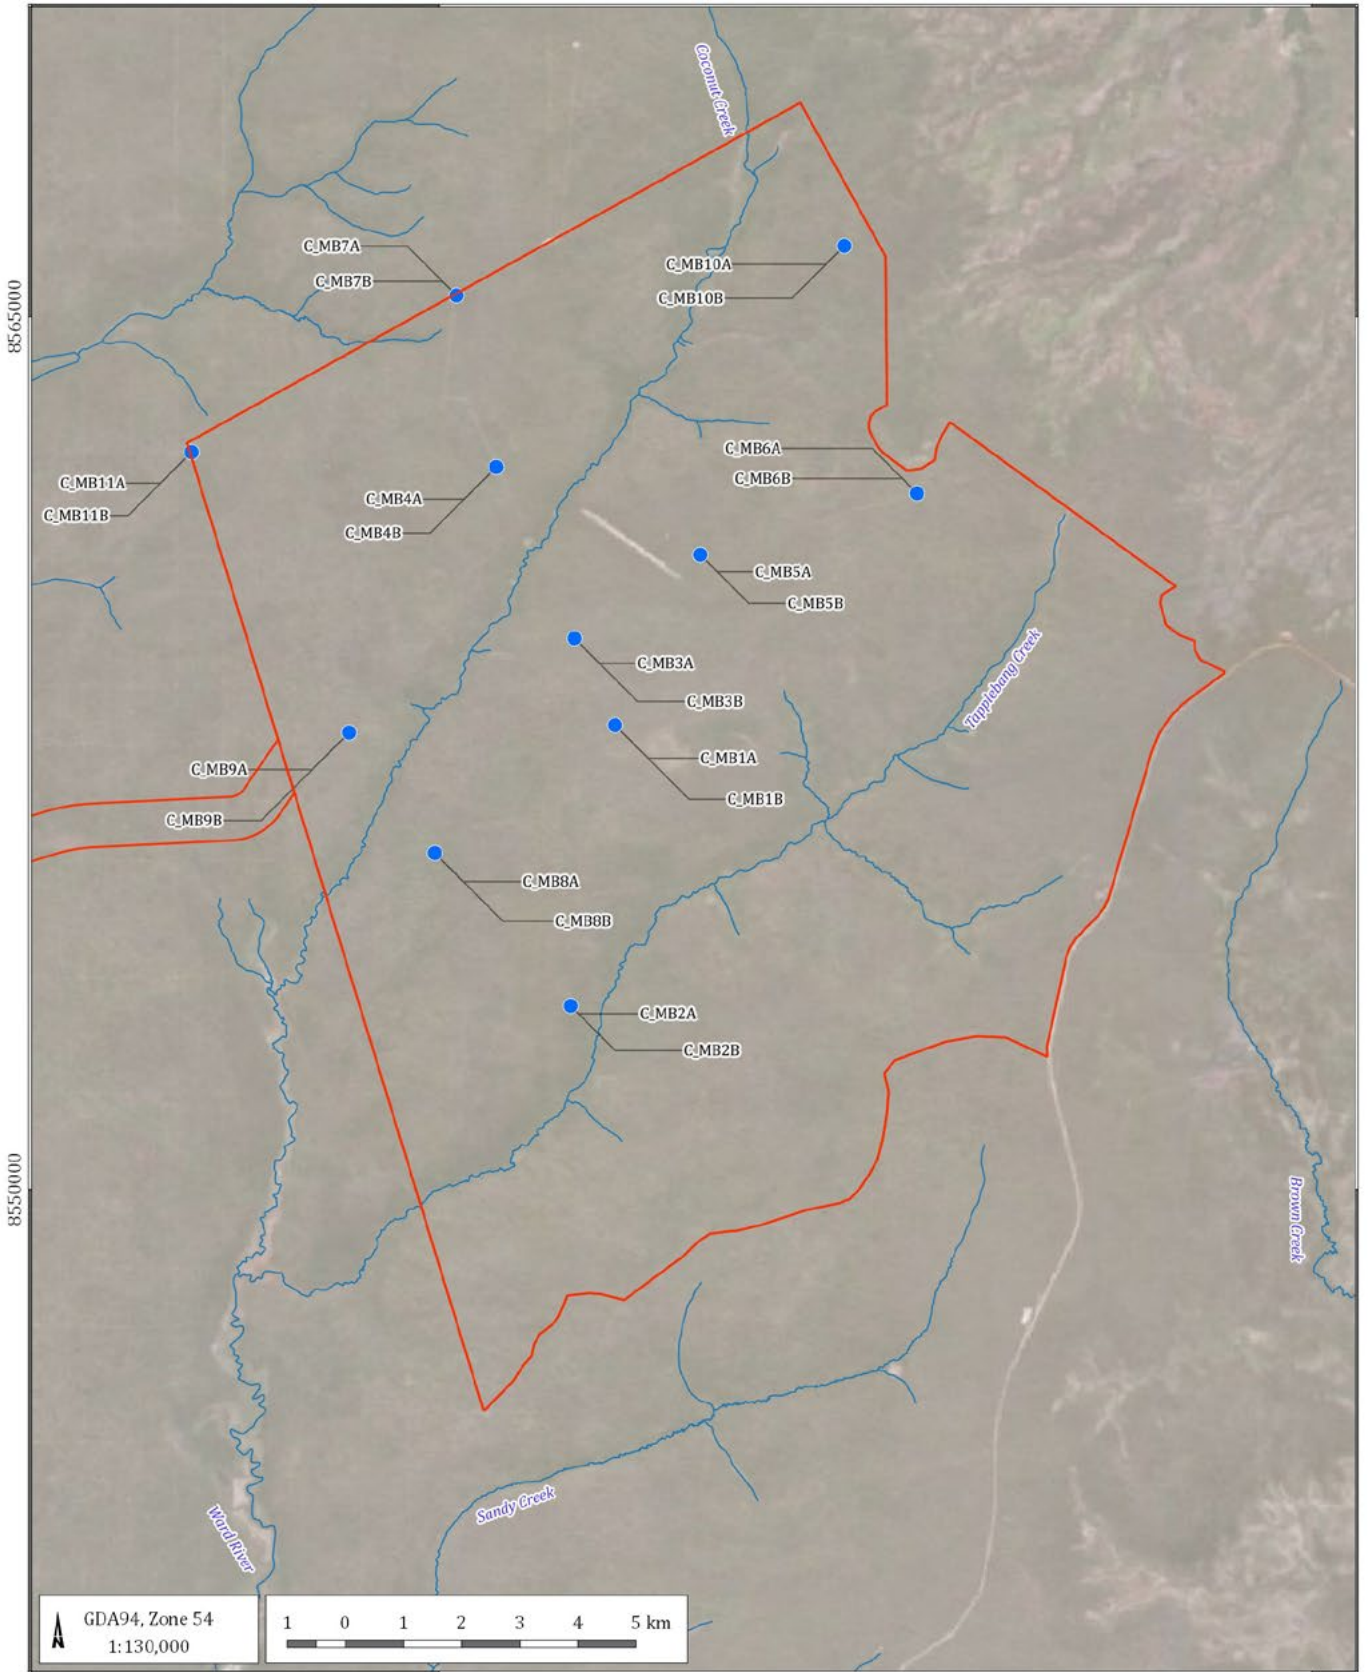 Coconut Creek
C_MB7A
C_MB7B
C_MB10A
C_MB10B
8565000
C_MB6A
C_MB6B
C_MB11A
C_MB11B
C_MB4A
C_MB4B
C_MB5A
C_MB5B
Tapplebang Creek
C_MB3A
C_MB3B
C_MB1A
C_MB1B
C_MB9A
C_MB9B
C_MB8A
C_MB8B
C_MB2A
C_MB2B
8550000
Brown Creek
Sandy Creek
Ward River
N
GDA94, Zone 54
1:130,000
1 0 1 2 3 4 5 km